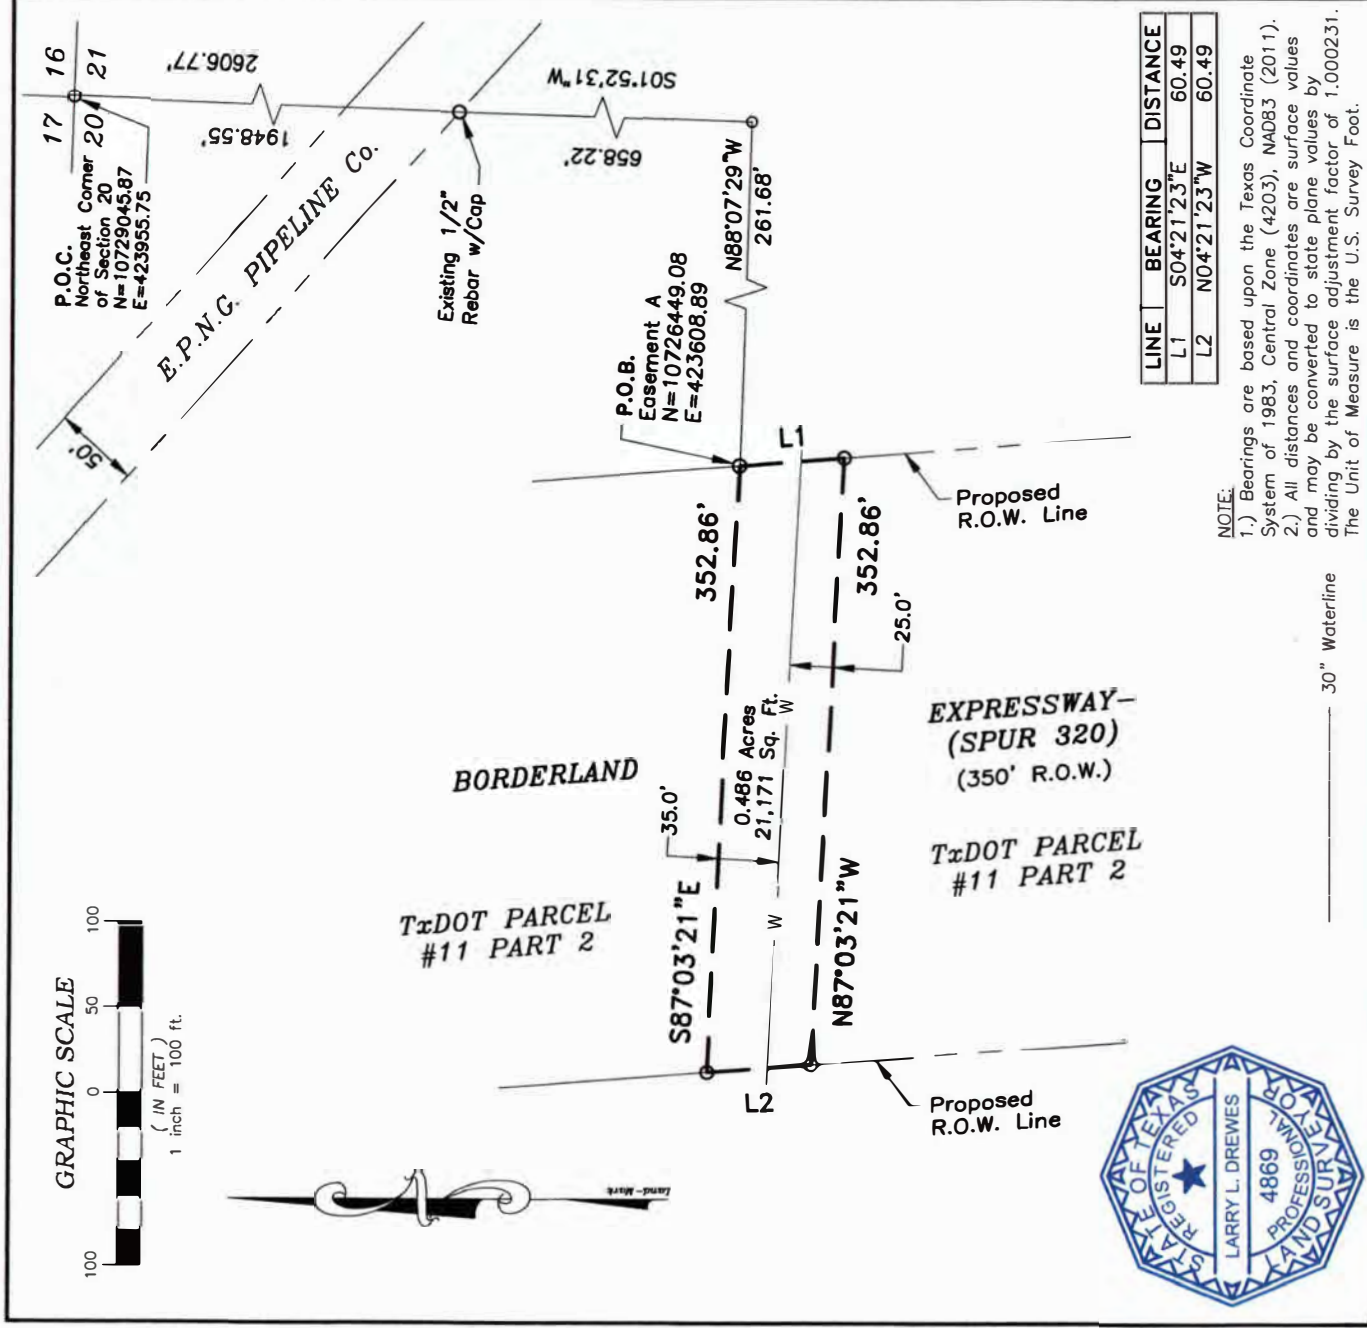 17 16
20 21
P.O.C.
Northeast Corner
of Section 20
N=10729045.87
E=423955.75
2606.77'
1948.55'
S01°52'31"W
658.22'
50'
E.P.N.G. PIPELINE Co.
Existing 1/2"
Rebar w/Cap
N88°07'29"W
261.68'
P.O.B.
Easement A
N=10726449.08
E=423608.89
L1
352.86'
352.86'
Proposed
R.O.W. Line
25.0'
35.0'
0.486 Acres
21,171 Sq. Ft.
W
W
BORDERLAND
EXPRESSWAY-
(SPUR 320)
(350' R.O.W.)
TxDOT PARCEL
#11 PART 2
TxDOT PARCEL
#11 PART 2
S87°03'21"E
N87°03'21"W
L2
Proposed
R.O.W. Line
LINE BEARING DISTANCE
L1 S04°21'23"E 60.49
L2 N04°21'23"W 60.49
NOTE:
1.) Bearings are based upon the Texas Coordinate
System of 1983, Central Zone (4203), NAD83 (2011).
2.) All distances and coordinates are surface values
and may be converted to state plane values by
dividing by the surface adjustment factor of 1.0000231.
The Unit of Measure is the U.S. Survey Foot.
30" Waterline
GRAPHIC SCALE
100 0 50 100
( IN FEET )
1 inch = 100 ft.
N
Land-Mark
STATE OF TEXAS
REGISTERED
LARRY L. DREWES
4869
PROFESSIONAL
LAND SURVEYOR